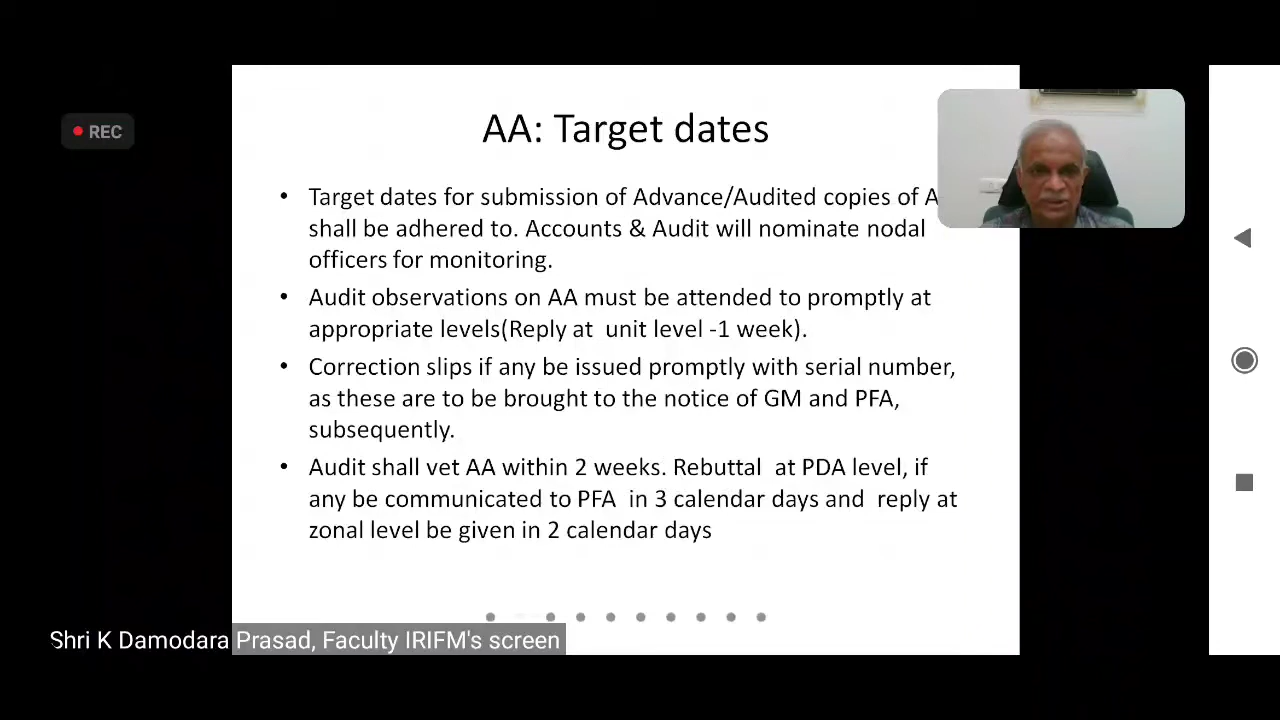 AA: Target dates
REC
• Target dates for submission of Advance/Audited copies of A
shall be adhered to. Accounts & Audit will nominate nodal
officers for monitoring.
• Audit observations on AA must be attended to promptly at
appropriate levels(Reply at unit level -1 week).
• Correction slips if any be issued promptly with serial number,
as these are to be brought to the notice of GM and PFA,
subsequently.
• Audit shall vet AA within 2 weeks. Rebuttal at PDA level, if
any be communicated to PFA in 3 calendar days and reply at
zonal level be given in 2 calendar days
Shri K Damodara Prasad, Faculty IRIFM's screen